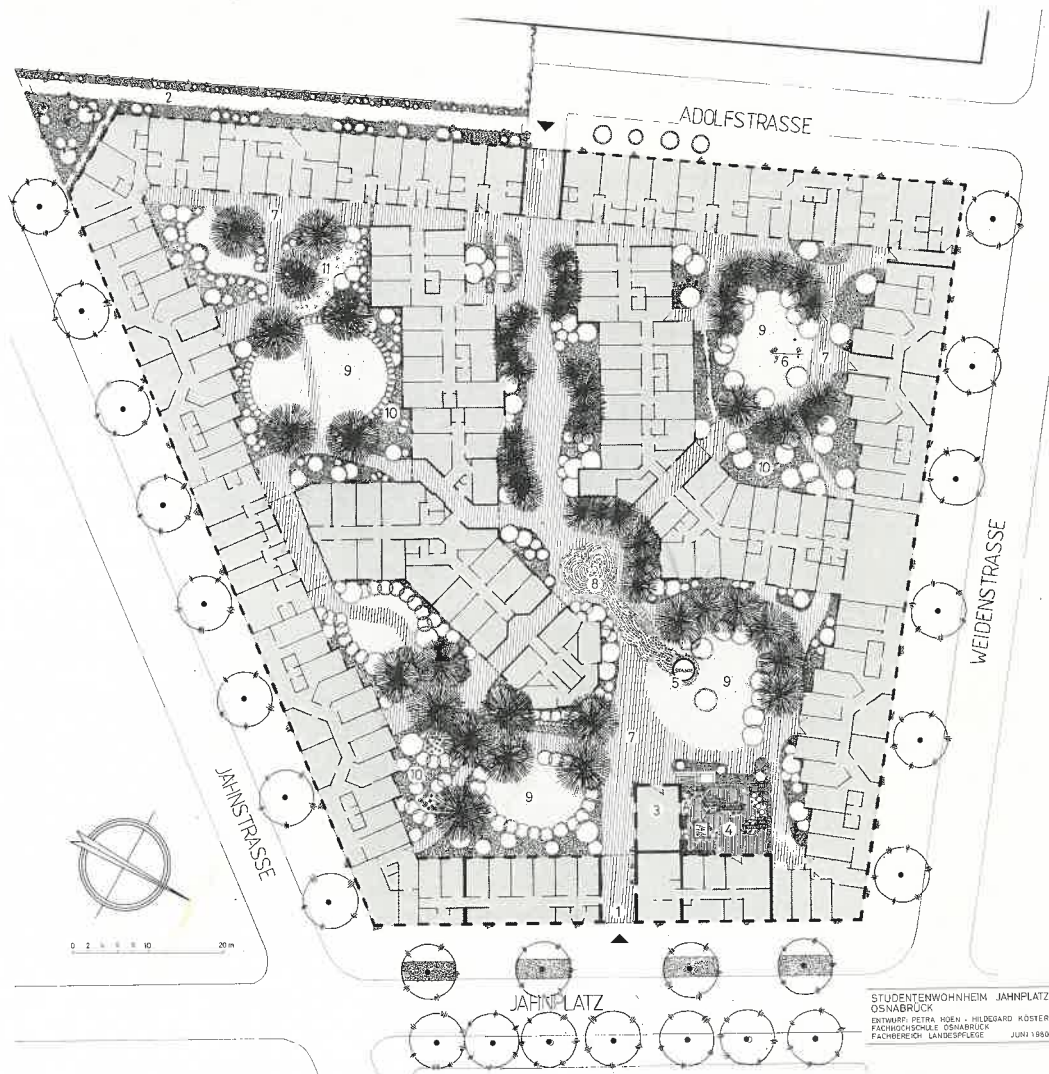 ADOLFSTRASSE
2
1
7
11
9
9
6
7
10
10
8
5
9
WEIDENSTRASSE
7
10
9
3
4
JAHNSTRASSE
1
0 2 4 6 8 10 20 m
JAHNPLATZ
STUDENTENWOHNHEIM JAHNPLATZ
OSNABRÜCK
ENTWURF: PETRA HOEN - HILDEGARD KÖSTER
FACHHOCHSCHULE OSNABRÜCK
FACHBEREICH LANDESPFLEGE JUNI 1980